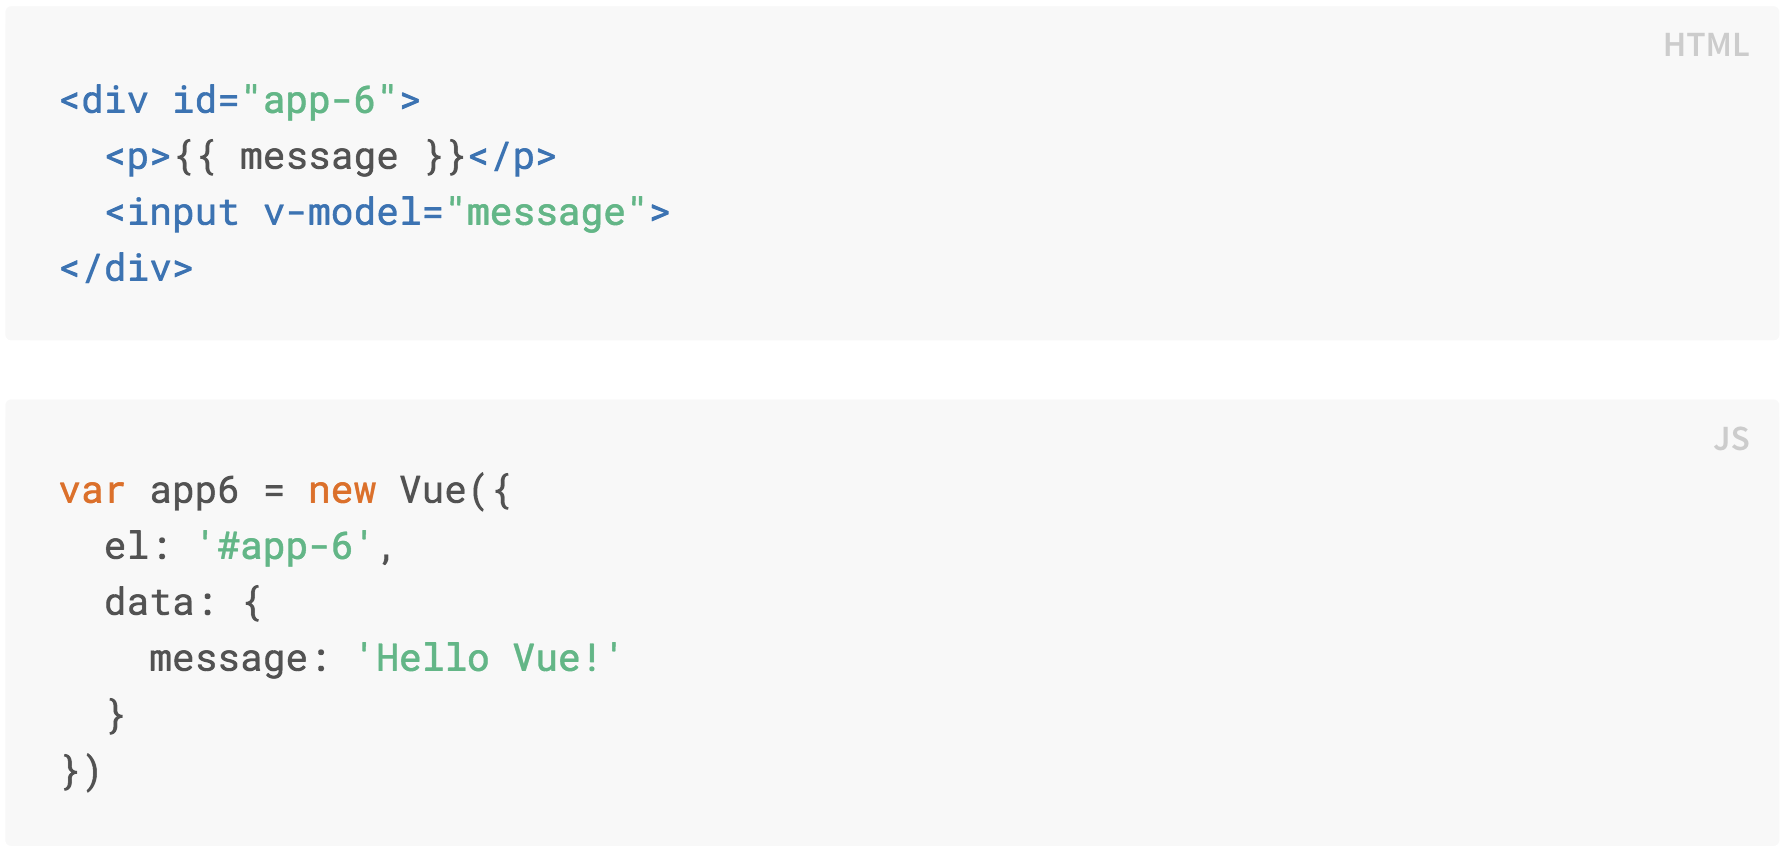 HTML
<div id="app-6">
  <p>{{ message }}</p>
  <input v-model="message">
</div>
JS
var app6 = new Vue({
  el: '#app-6',
  data: {
    message: 'Hello Vue!'
  }
})